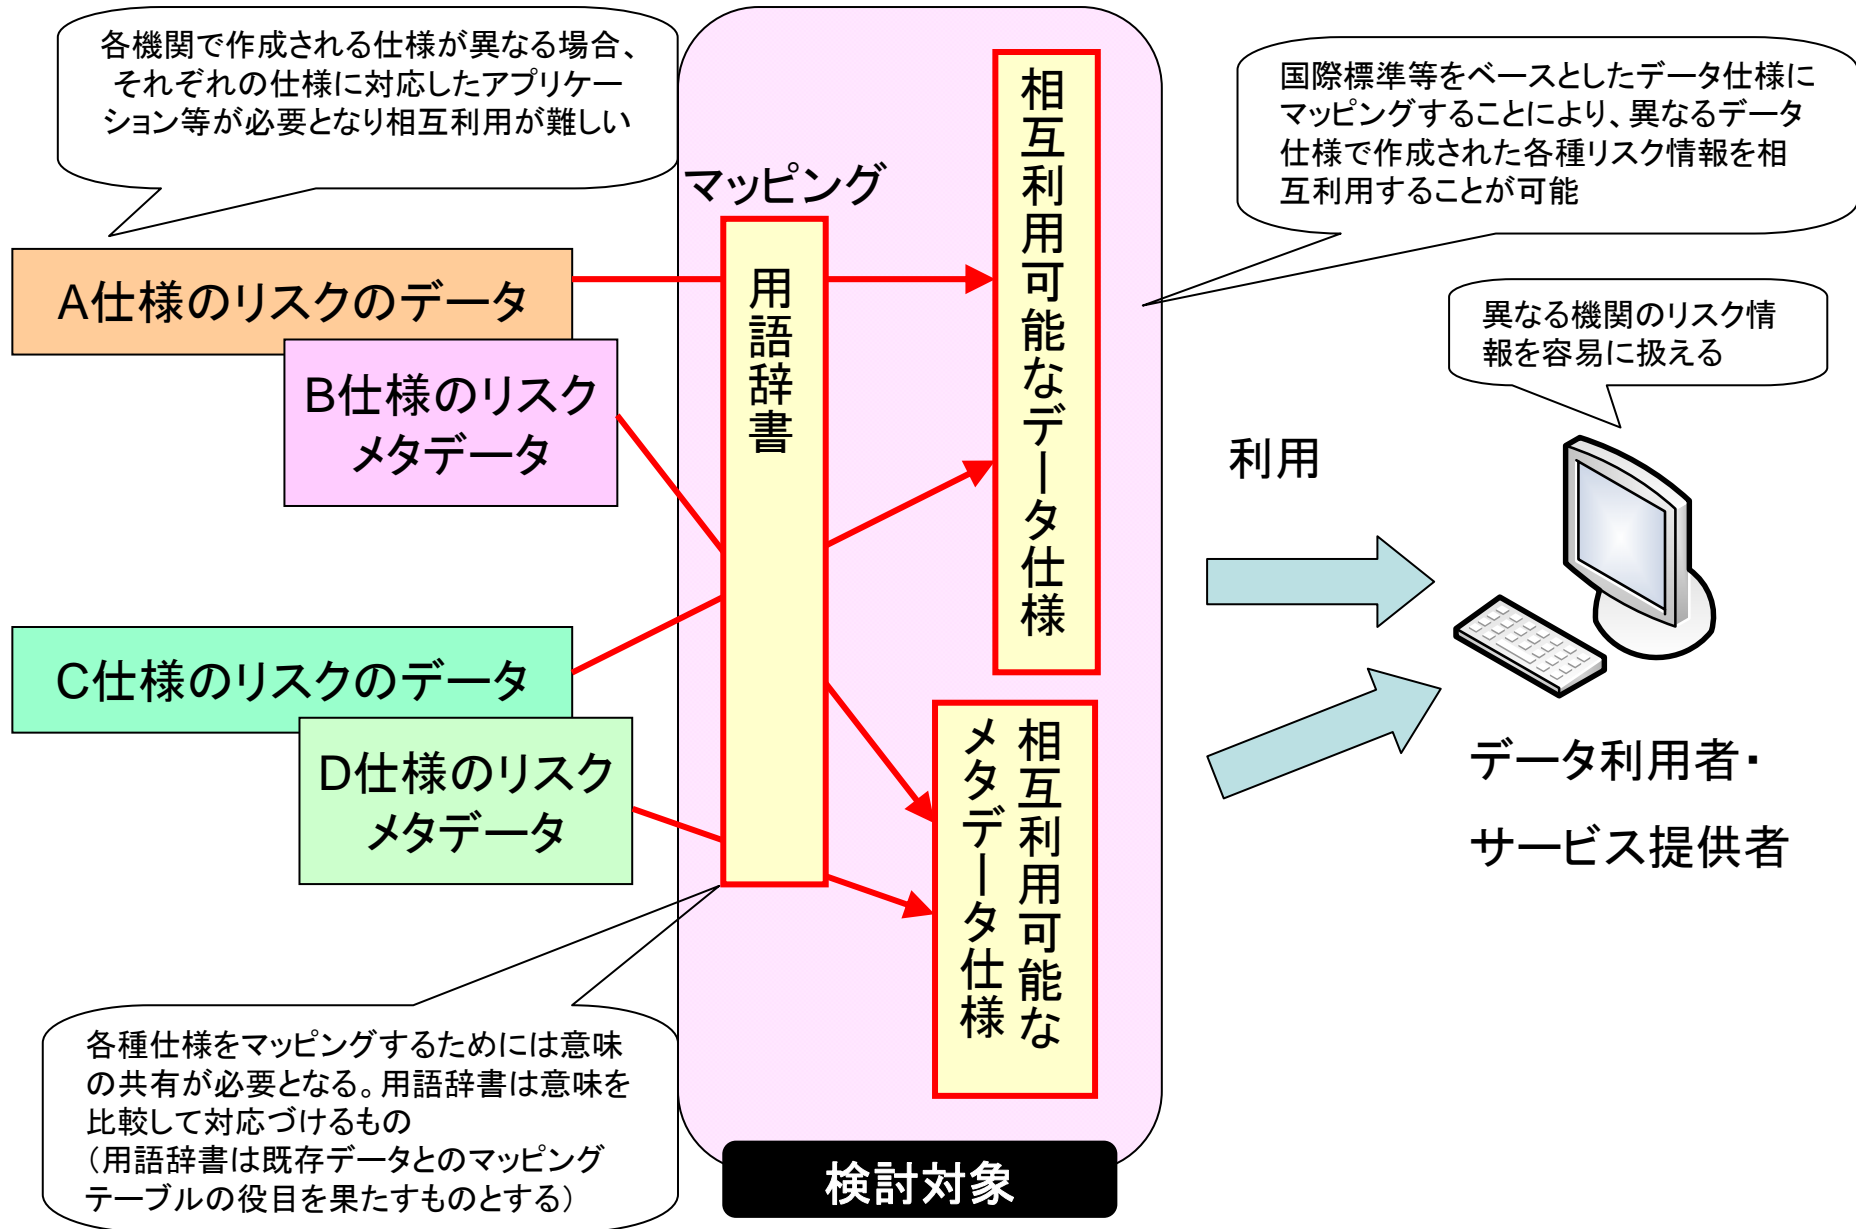 各機関で作成される仕様が異なる場合、
それぞれの仕様に対応したアプリケー
ション等が必要となり相互利用が難しい
国際標準等をベースとしたデータ仕様に
マッピングすることにより、異なるデータ
仕様で作成された各種リスク情報を相
互利用することが可能
マッピング
A仕様のリスクのデータ
B仕様のリスク
メタデータ
C仕様のリスクのデータ
D仕様のリスク
メタデータ
用語辞書
相互利用可能なデータ仕様
相互利用可能な
メタデータ仕様
異なる機関のリスク情
報を容易に扱える
利用
データ利用者・
サービス提供者
各種仕様をマッピングするためには意味
の共有が必要となる。用語辞書は意味を
比較して対応づけるもの
（用語辞書は既存データとのマッピング
テーブルの役目を果たすものとする）
検討対象